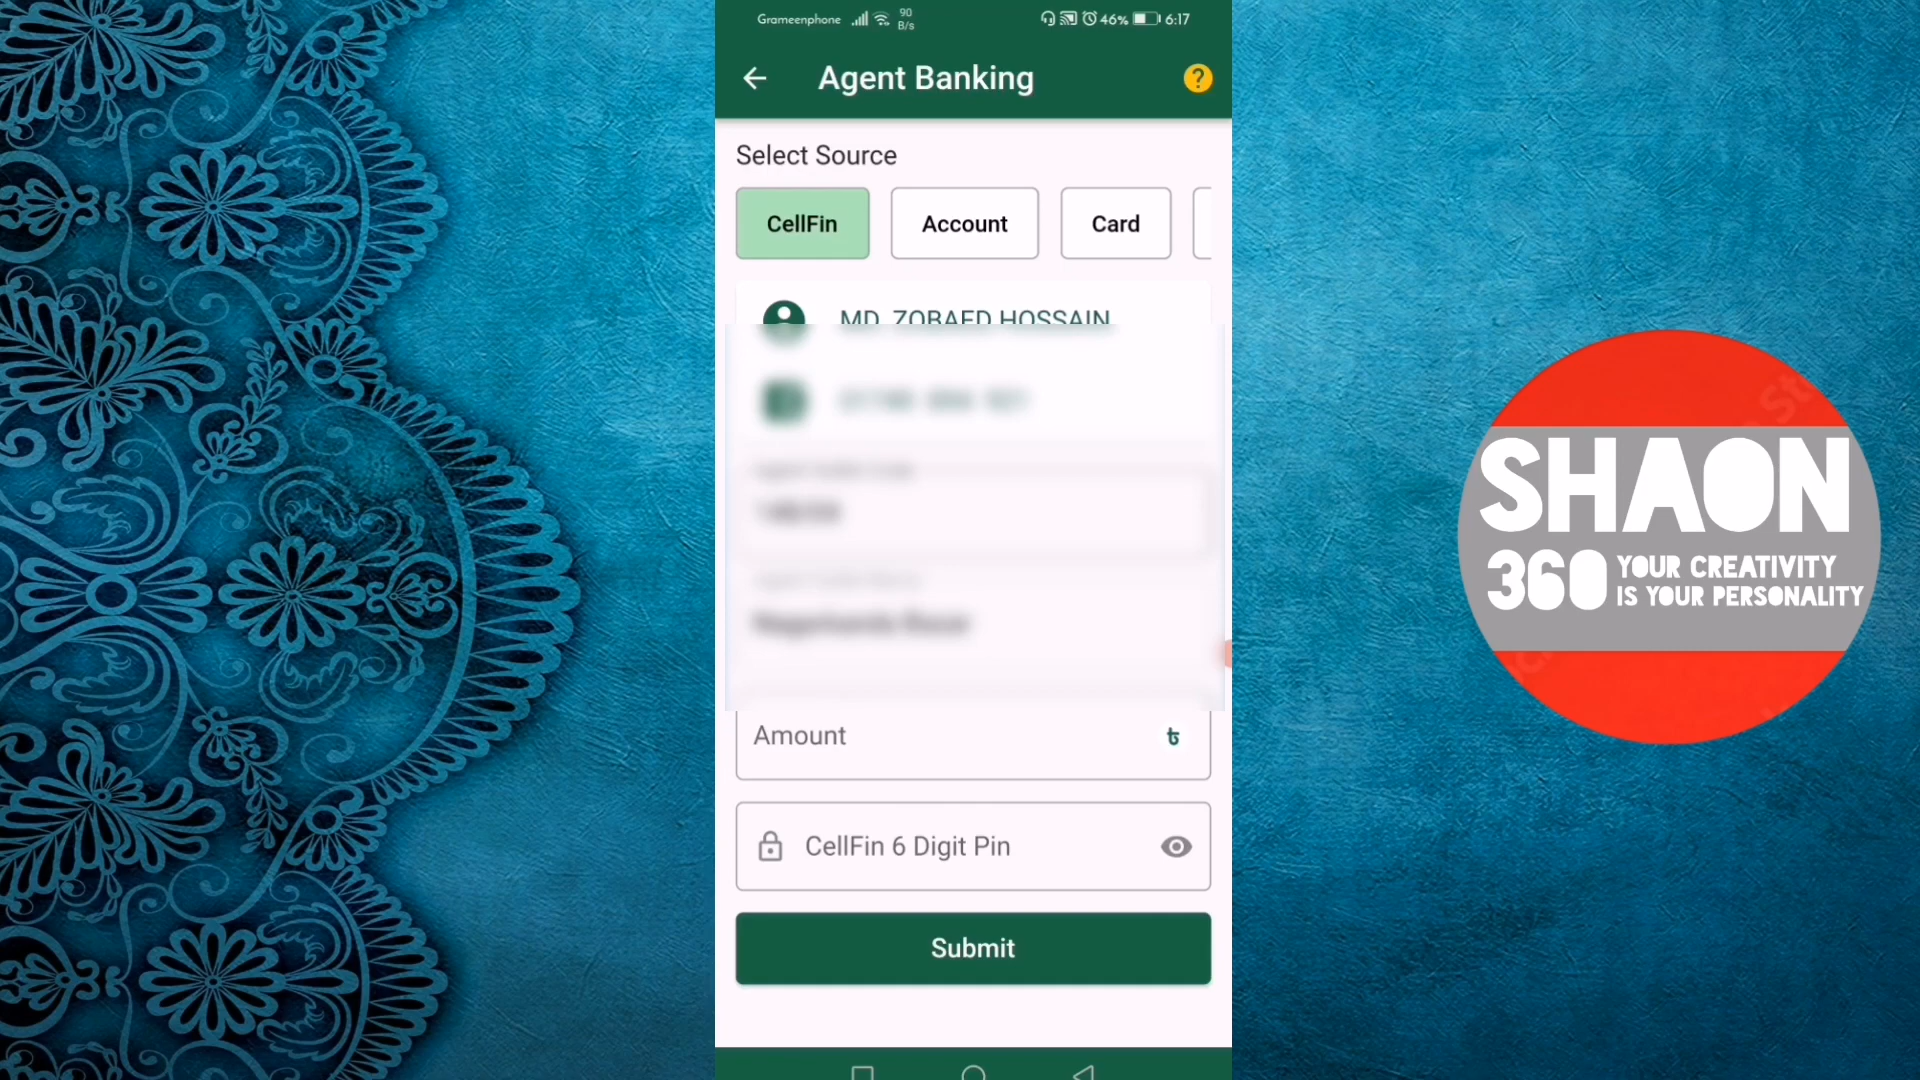 Grameenphone 90 B/s 46% 6:17
Agent Banking ?
Select Source
CellFin Account Card
MD. ZOBAED HOSSAIN
Amount ৳
CellFin 6 Digit Pin
Submit
SHAON
360 YOUR CREATIVITY
IS YOUR PERSONALITY